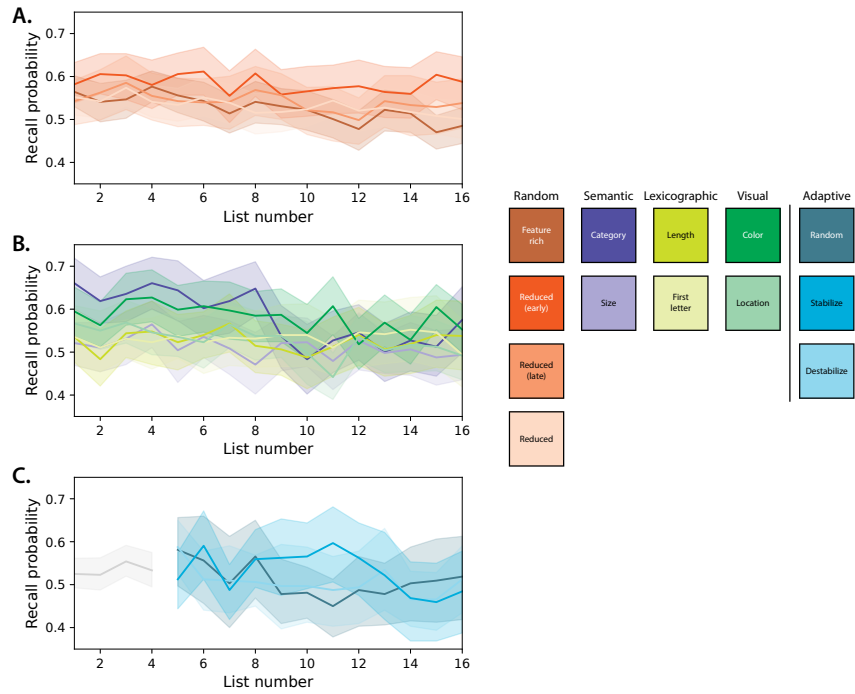 A.
0.7
0.6
0.5
0.4
Recall probability
2 4 6 8 10 12 14 16
List number
B.
0.7
0.6
0.5
0.4
Recall probability
2 4 6 8 10 12 14 16
List number
C.
0.7
0.6
0.5
0.4
Recall probability
2 4 6 8 10 12 14 16
List number
Random Semantic Lexicographic Visual Adaptive
Feature
rich
Category
Length
Color
Random
Reduced
(early)
Size
First
letter
Location
Stabilize
Reduced
(late)
Destabilize
Reduced